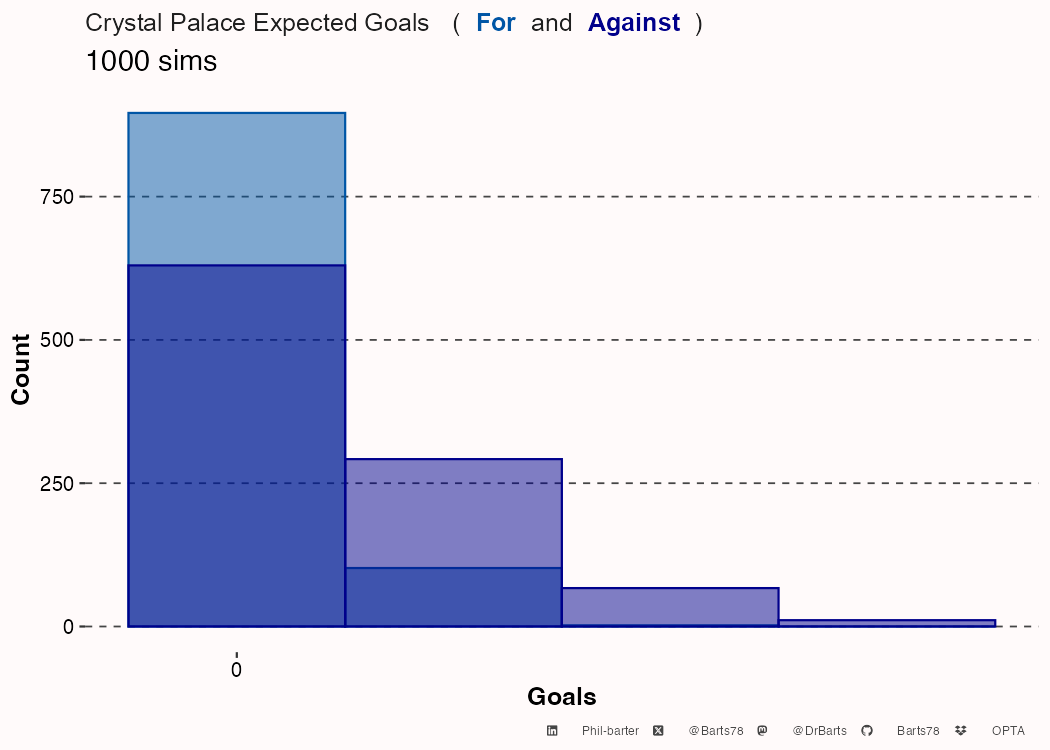 Crystal Palace Expected Goals ( For and Against )
1000 sims
Count
750
500
250
0
0
Goals
Phil-barter @Barts78 @DrBarts Barts78 OPTA